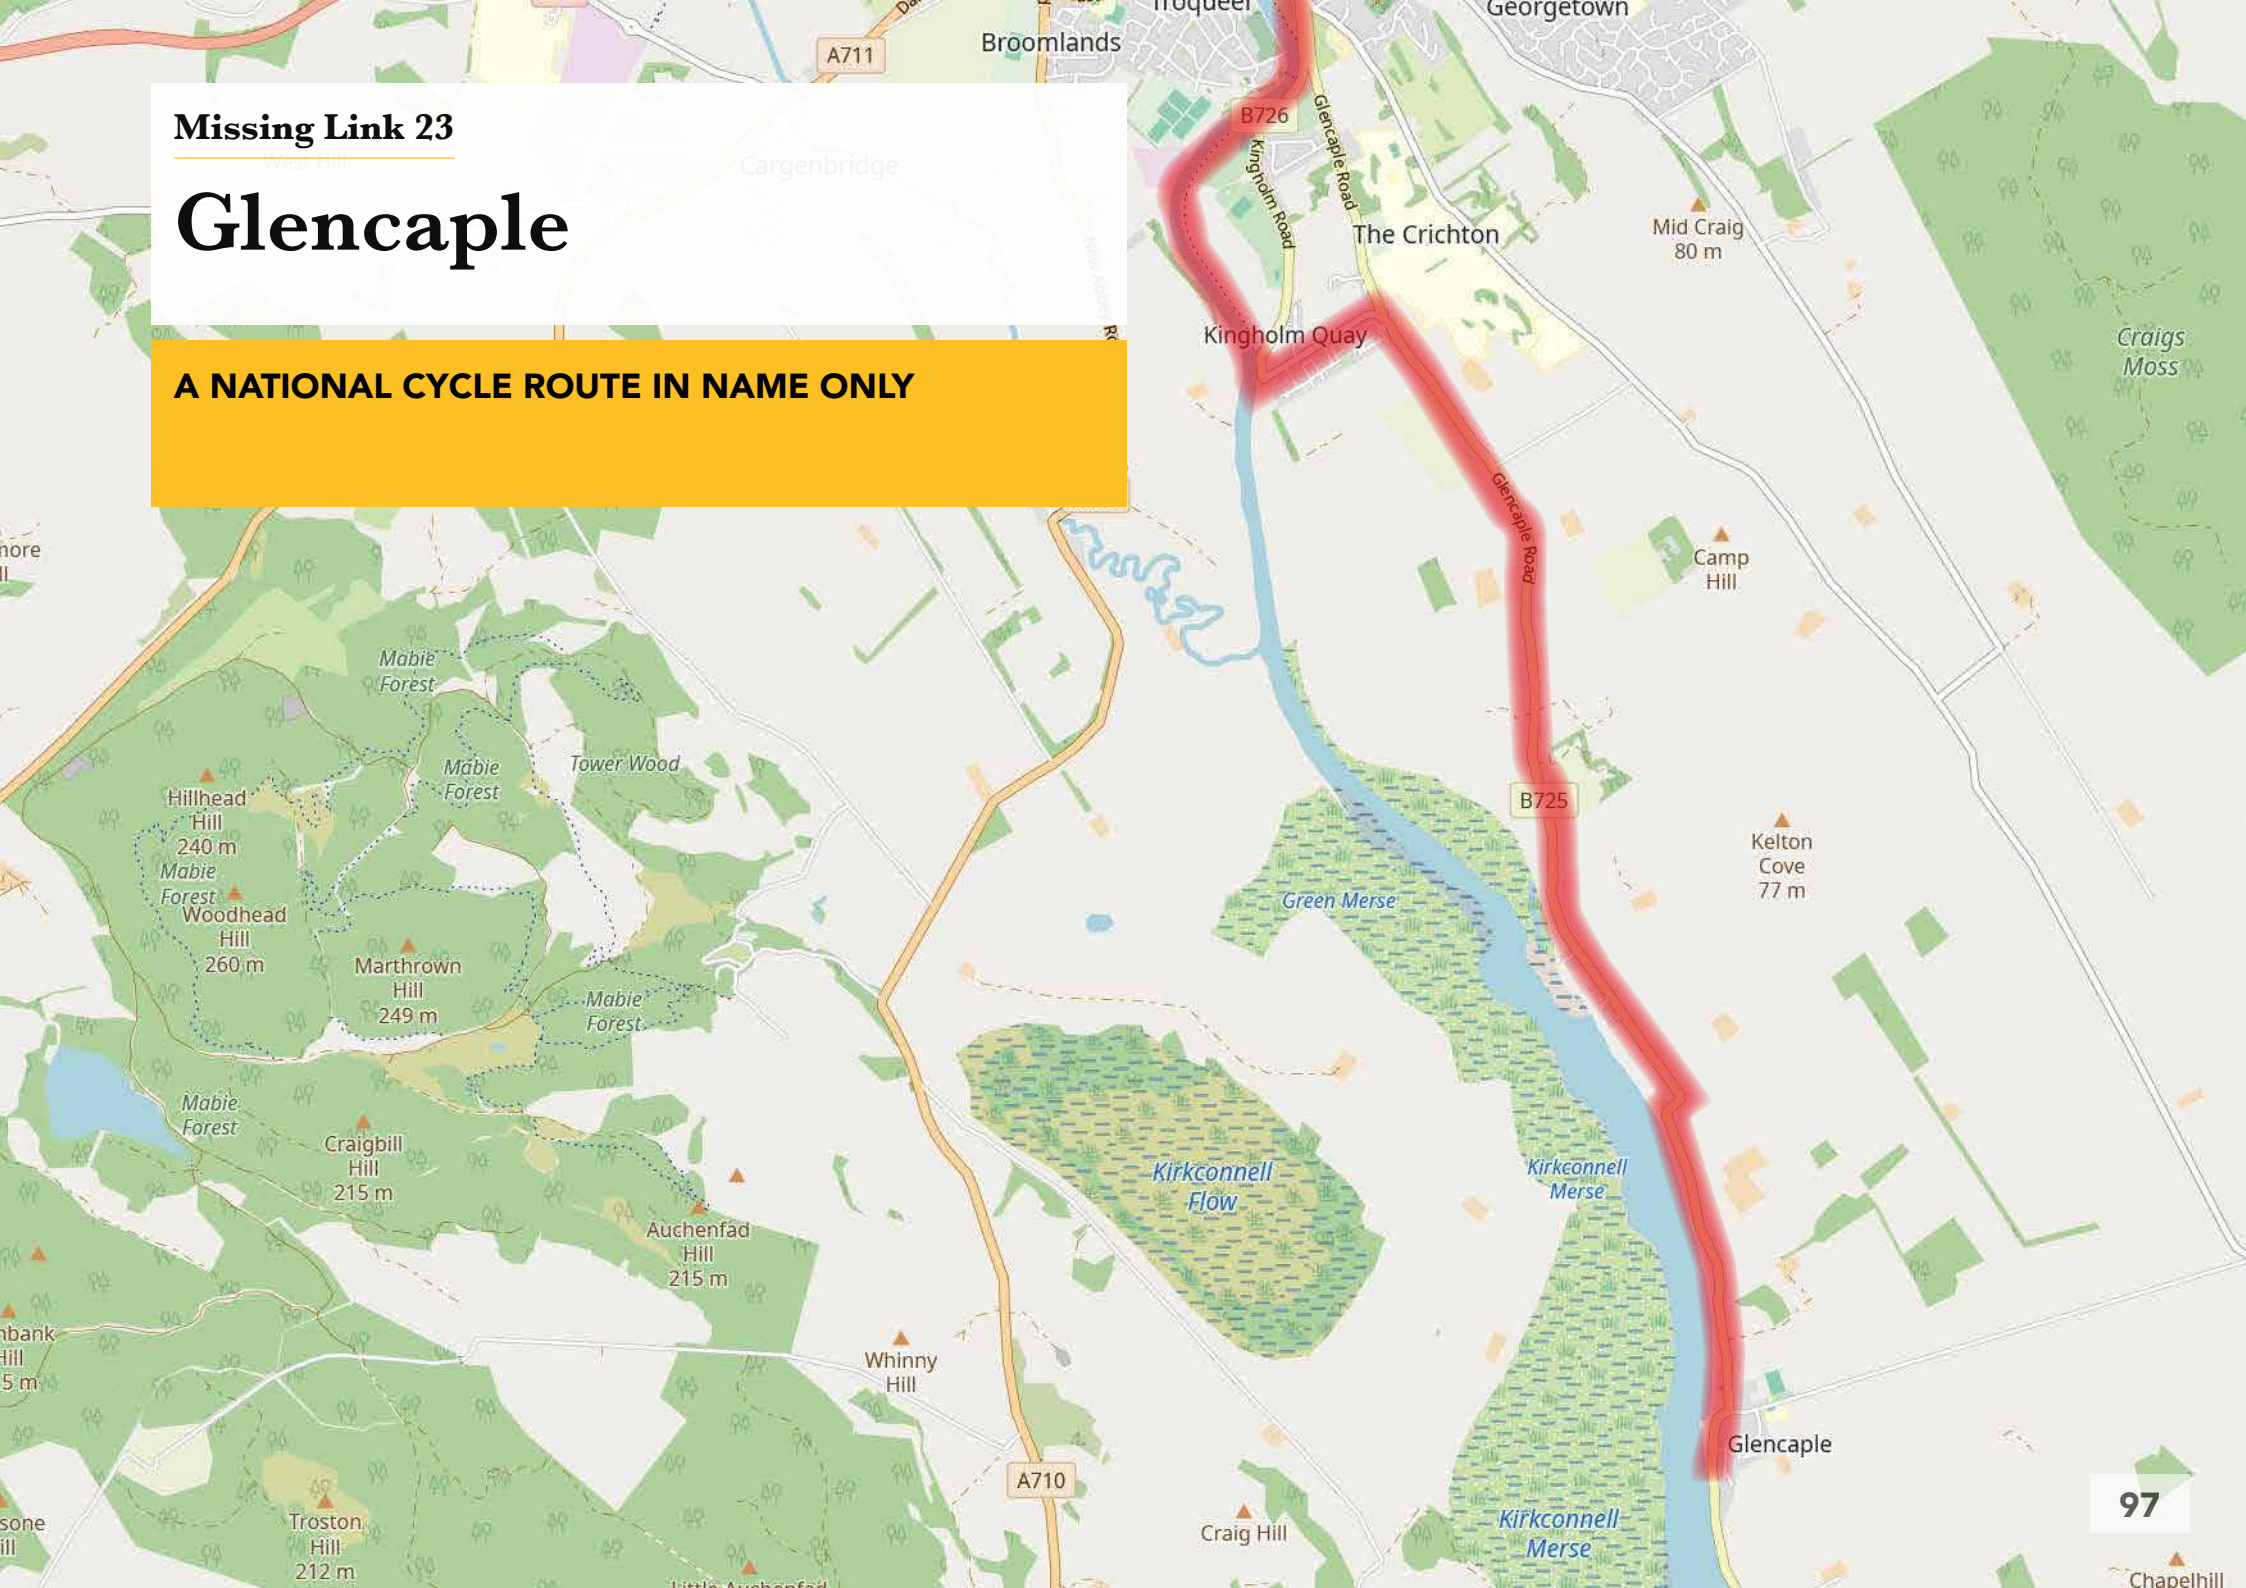 Troqueer
Georgetown
A711
Broomlands
Missing Link 23
West Hill
Cargenbridge
Glencaple
B726
Glencaple Road
Kingholm Road
The Crichton
Mid Craig
80 m
Kingholm Quay
Craigs
Moss
A NATIONAL CYCLE ROUTE IN NAME ONLY
Glencaple Road
Camp
Hill
Mabie
Forest
Tower Wood
Mabie
Forest
Hillhead
Hill
240 m
B725
Kelton
Cove
77 m
Mabie
Forest
Woodhead
Hill
260 m
Green Merse
Marthrown
Hill
249 m
Mabie
Forest
Mabie
Forest
Craigbill
Hill
215 m
Kirkconnell
Flow
Kirkconnell
Merse
Auchenfad
Hill
215 m
Whinny
Hill
Glencaple
A710
97
Troston
Hill
212 m
Craig Hill
Kirkconnell
Merse
Chapelhill